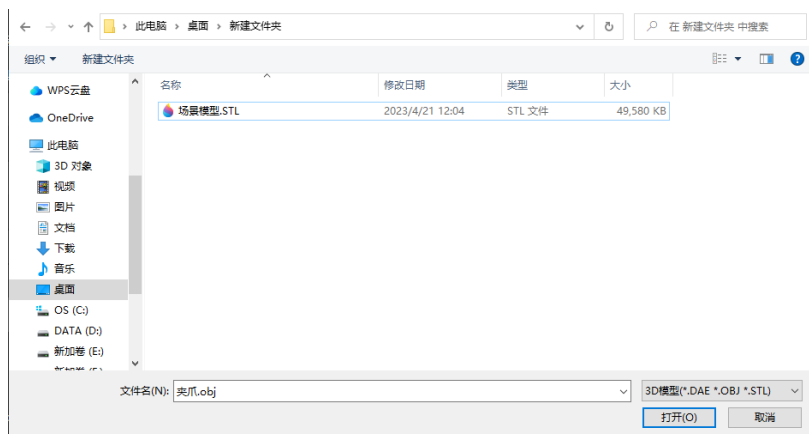 此电脑 › 桌面 › 新建文件夹
在 新建文件夹 中搜索
组织 新建文件夹
名称 修改日期 类型 大小
场景模型.STL 2023/4/21 12:04 STL 文件 49,580 KB
WPS云盘
OneDrive
此电脑
3D 对象
视频
图片
文档
下载
音乐
桌面
OS (C:)
DATA (D:)
新加卷 (E:)
文件名(N): 夹爪.obj
3D模型(*.DAE *.OBJ *.STL)
打开(O) 取消